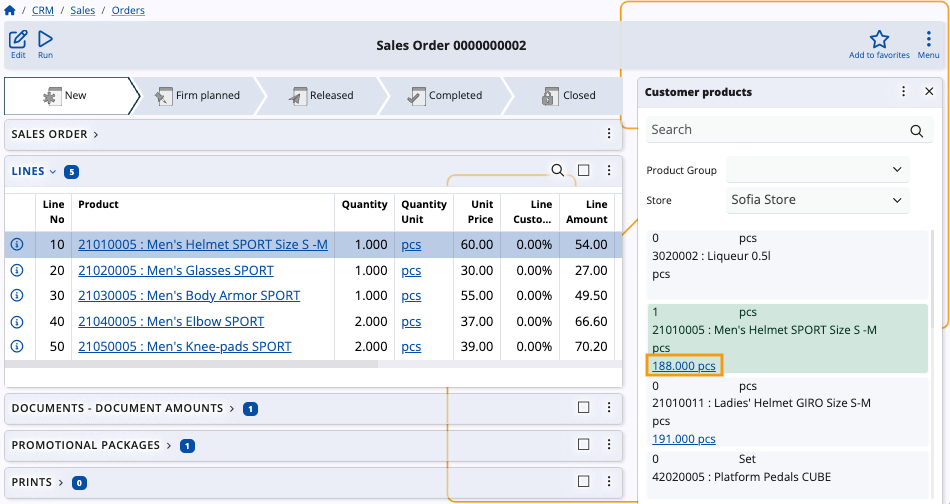 / CRM / Sales / Orders
Edit
Run
Sales Order 0000000002
Add to favorites
Menu
New
Firm planned
Released
Completed
Closed
SALES ORDER
LINES 5
Line No Product Quantity Quantity Unit Unit Price Line Custo... Line Amount
10 21010005 : Men's Helmet SPORT Size S -M 1.000 pcs 60.00 0.00% 54.00
20 21020005 : Men's Glasses SPORT 1.000 pcs 30.00 0.00% 27.00
30 21030005 : Men's Body Armor SPORT 1.000 pcs 55.00 0.00% 49.50
40 21040005 : Men's Elbow SPORT 2.000 pcs 37.00 0.00% 66.60
50 21050005 : Men's Knee-pads SPORT 2.000 pcs 39.00 0.00% 70.20
DOCUMENTS - DOCUMENT AMOUNTS 1
PROMOTIONAL PACKAGES 1
PRINTS 0
Customer products
Search
Product Group
Store Sofia Store
0 pcs
3020002 : Liqueur 0.5l
pcs
1 pcs
21010005 : Men's Helmet SPORT Size S -M
pcs
188.000 pcs
0 pcs
21010011 : Ladies' Helmet GIRO Size S-M
pcs
191.000 pcs
0 Set
42020005 : Platform Pedals CUBE